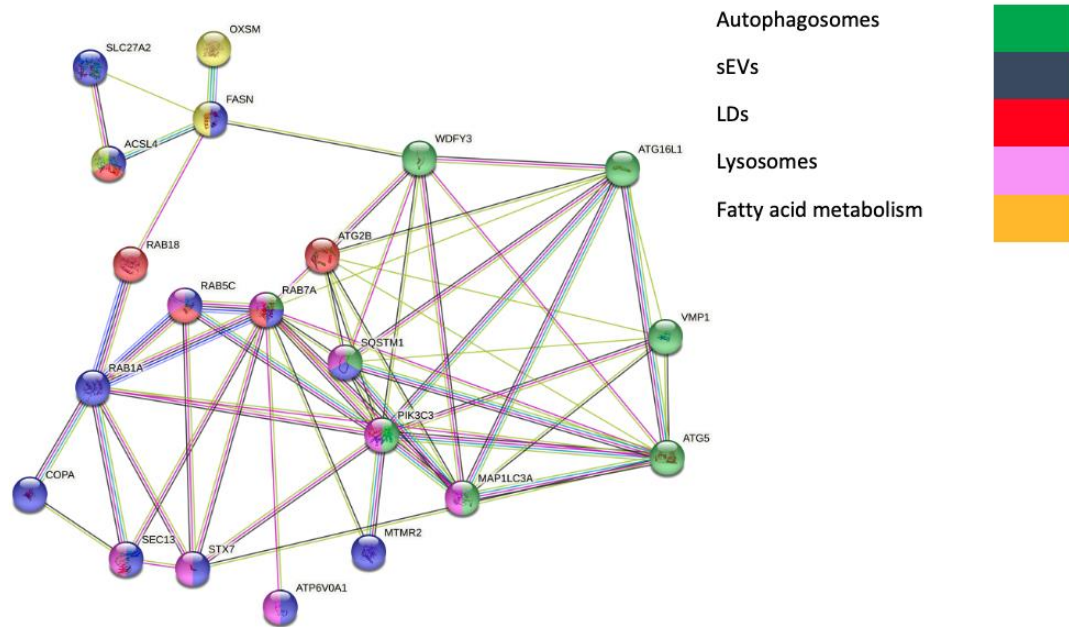 OXSM
SLC27A2
FASN
ACSL4
WDFY3
ATG16L1
RAB18
ATG2B
RAB5C
RAB7A
VMP1
SQSTM1
RAB1A
PIK3C3
ATG5
COPA
MAP1LC3A
MTMR2
SEC13
STX7
ATP6V0A1
Autophagosomes
sEVs
LDs
Lysosomes
Fatty acid metabolism